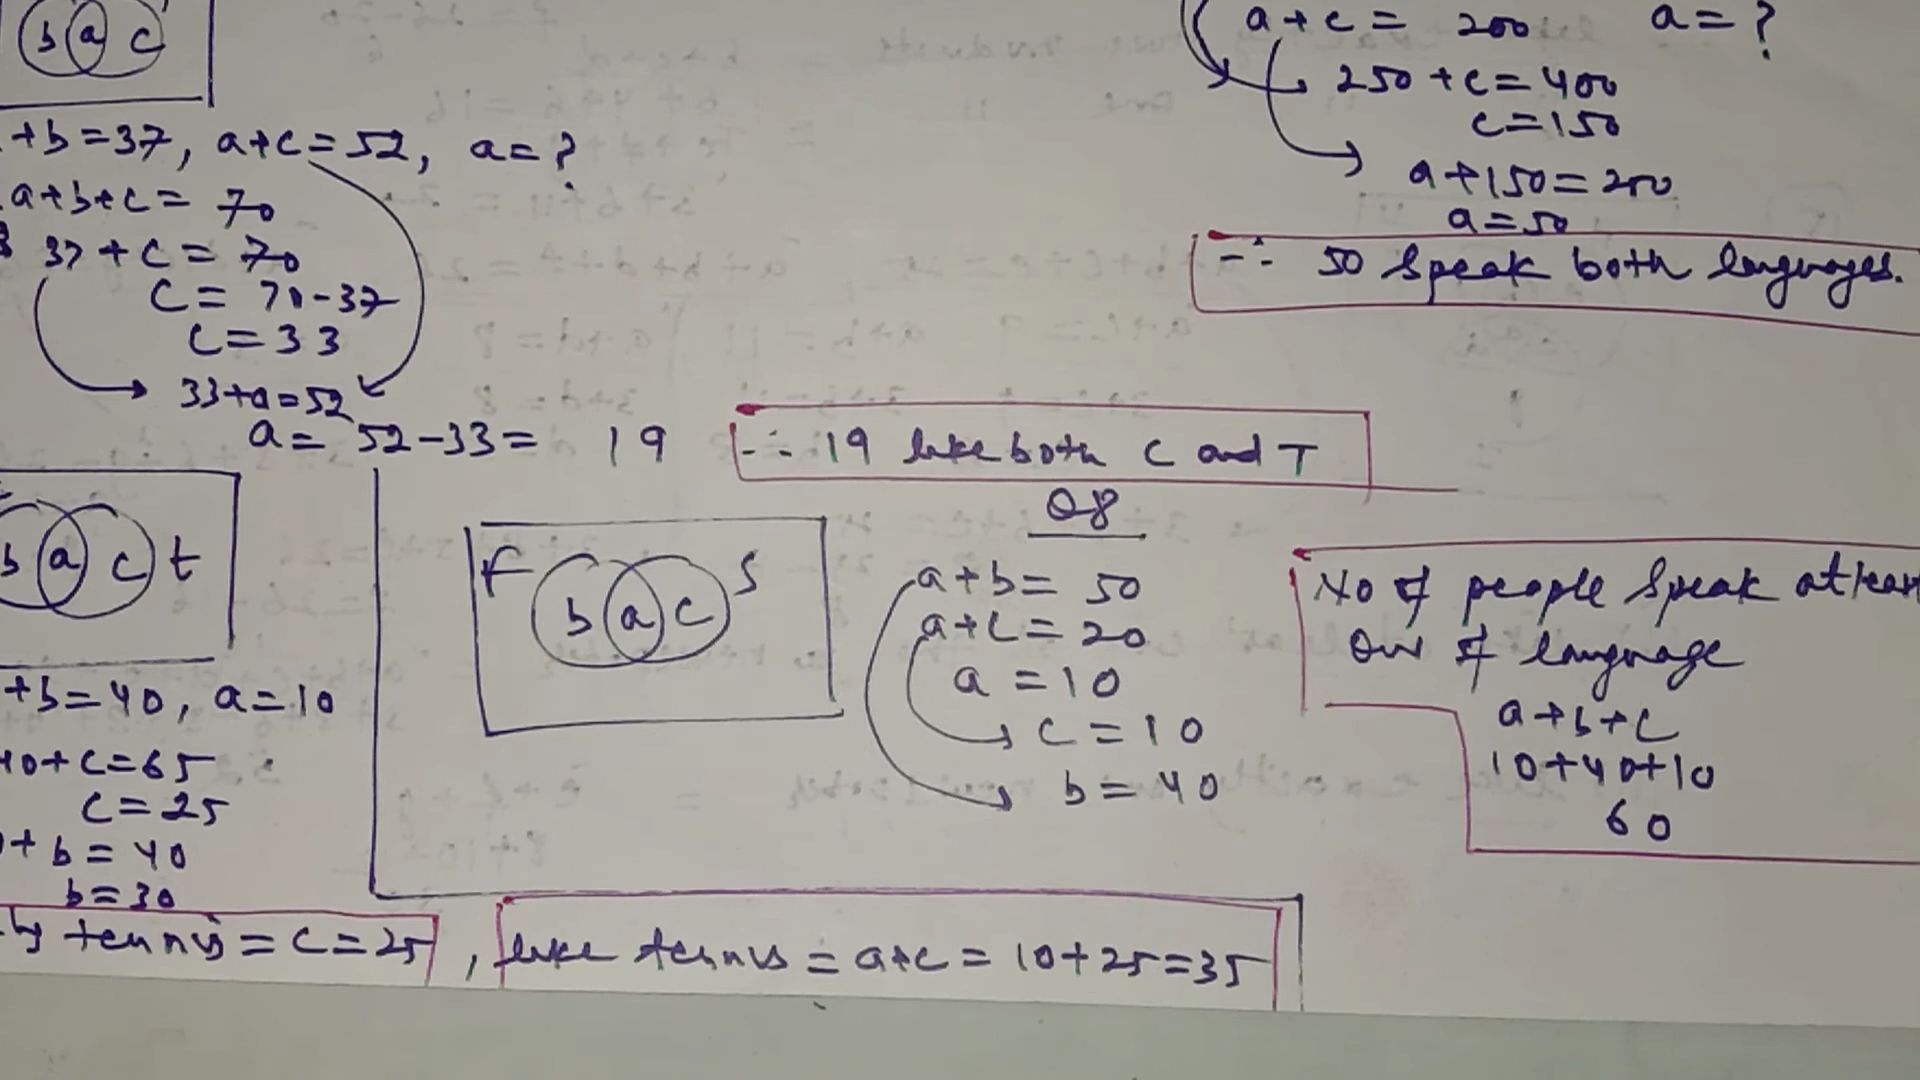 b a c
+b=37, a+c=52, a=?
a+b+c= 70
37+c= 70
c= 70-37
c=33
33+a=52
a= 52-33= 19
∴ 19 like both C and T
a+c= 200 a=?
250+c=400
c=150
a+150=200
a=50
∴ 50 speak both languages.
b a c t
+b=40, a=10
40+c=65
c=25
+b=40
b=30
tennis=c=25, like tennis=a+c=10+25=35
Q8
F b a c S
a+b= 50
a+c= 20
a =10
c=10
b=40
No of people speak atleast
One of language
a+b+c
10+40+10
60